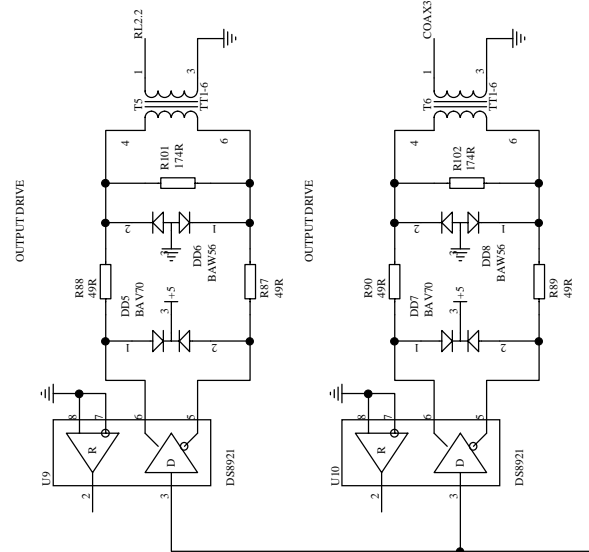 OUTPUT DRIVE
U9
R
D
2
3
8
7
6
5
DS8921
R88
49R
DD5
BAV70
1
2
3
+5
R87
49R
DD6
BAW56
2
1
3
R101
174R
4
6
T5
TT1-6
1
3
RL2.2
OUTPUT DRIVE
U10
R
D
2
3
8
7
6
5
DS8921
R90
49R
DD7
BAV70
1
2
3
+5
R89
49R
DD8
BAW56
2
1
3
R102
174R
4
6
T6
TT1-6
1
3
COAX3